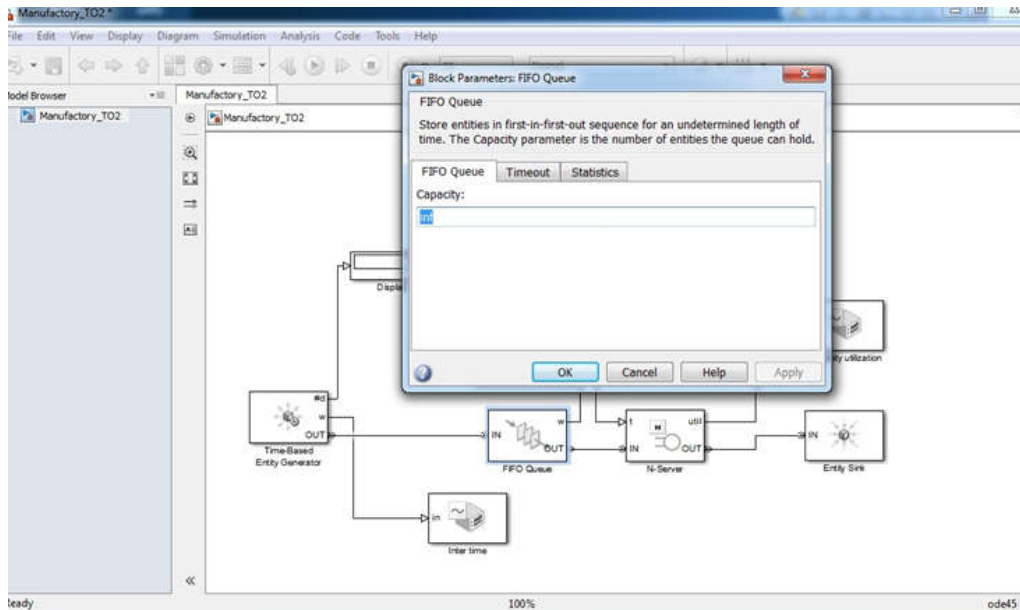 Manufactory_TO2 *
File Edit View Display Diagram Simulation Analysis Code Tools Help
Model Browser
Manufactory_TO2
Manufactory_TO2
Manufactory_TO2
Block Parameters: FIFO Queue
FIFO Queue
Store entities in first-in-first-out sequence for an undetermined length of
time. The Capacity parameter is the number of entities the queue can hold.
FIFO Queue Timeout Statistics
Capacity:
inf
OK Cancel Help Apply
Displa
ity utilization
#d
w
OUT
Time-Based
Entity Generator
IN
w
OUT
FIFO Queue
t
IN
N
util
OUT
N-Server
IN
Entity Sink
in
Inter time
Ready
100%
ode45